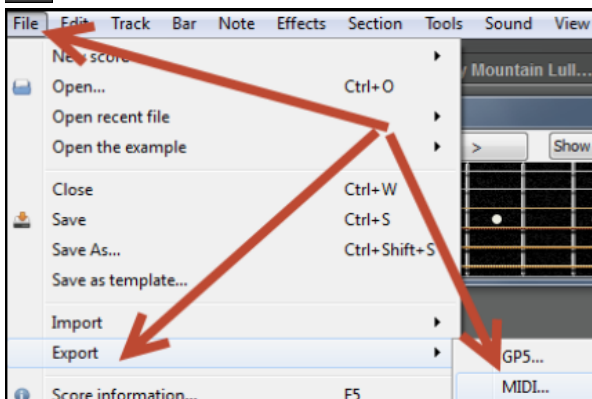 File Edit Track Bar Note Effects Section Tools Sound View
New score
y Mountain Lull...
Open... Ctrl+O
Open recent file
Open the example
> Show
Close Ctrl+W
Save Ctrl+S
Save As... Ctrl+Shift+S
Save as template...
Import
Export
GP5...
MIDI...
Score information... F5